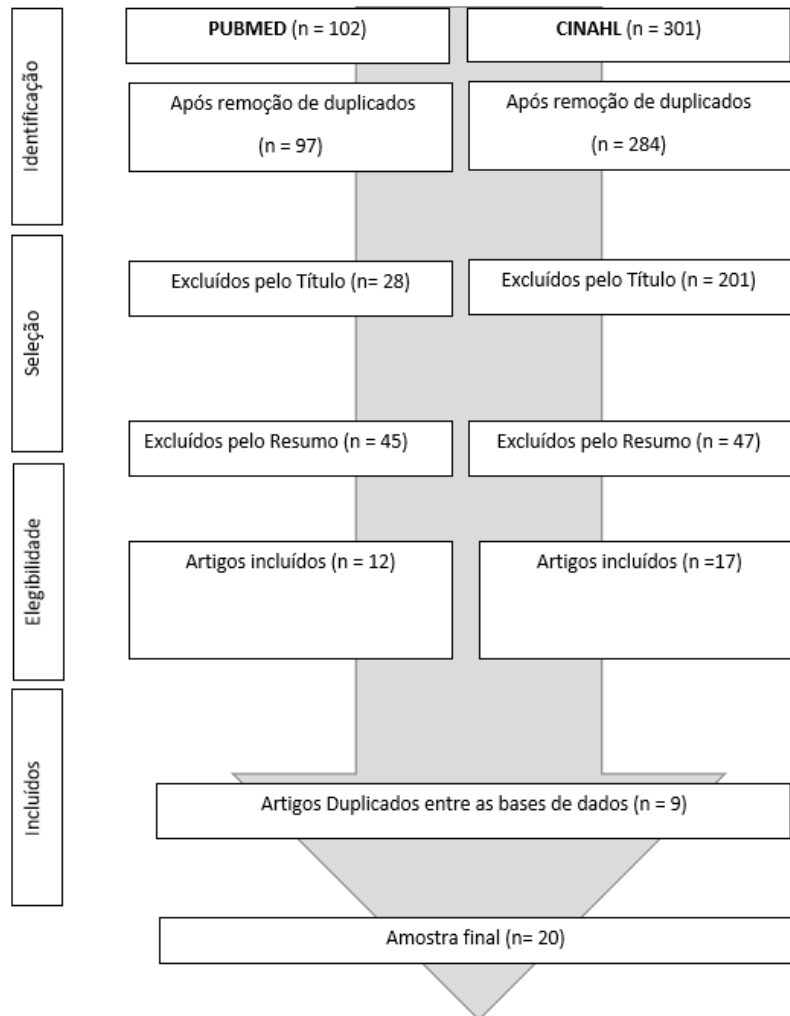 Identificação
PUBMED (n = 102)
CINAHL (n = 301)
Após remoção de duplicados
(n = 97)
Após remoção de duplicados
(n = 284)
Seleção
Excluídos pelo Título (n= 28)
Excluídos pelo Título (n = 201)
Excluídos pelo Resumo (n = 45)
Excluídos pelo Resumo (n = 47)
Elegibilidade
Artigos incluídos (n = 12)
Artigos incluídos (n =17)
Incluídos
Artigos Duplicados entre as bases de dados (n = 9)
Amostra final (n= 20)